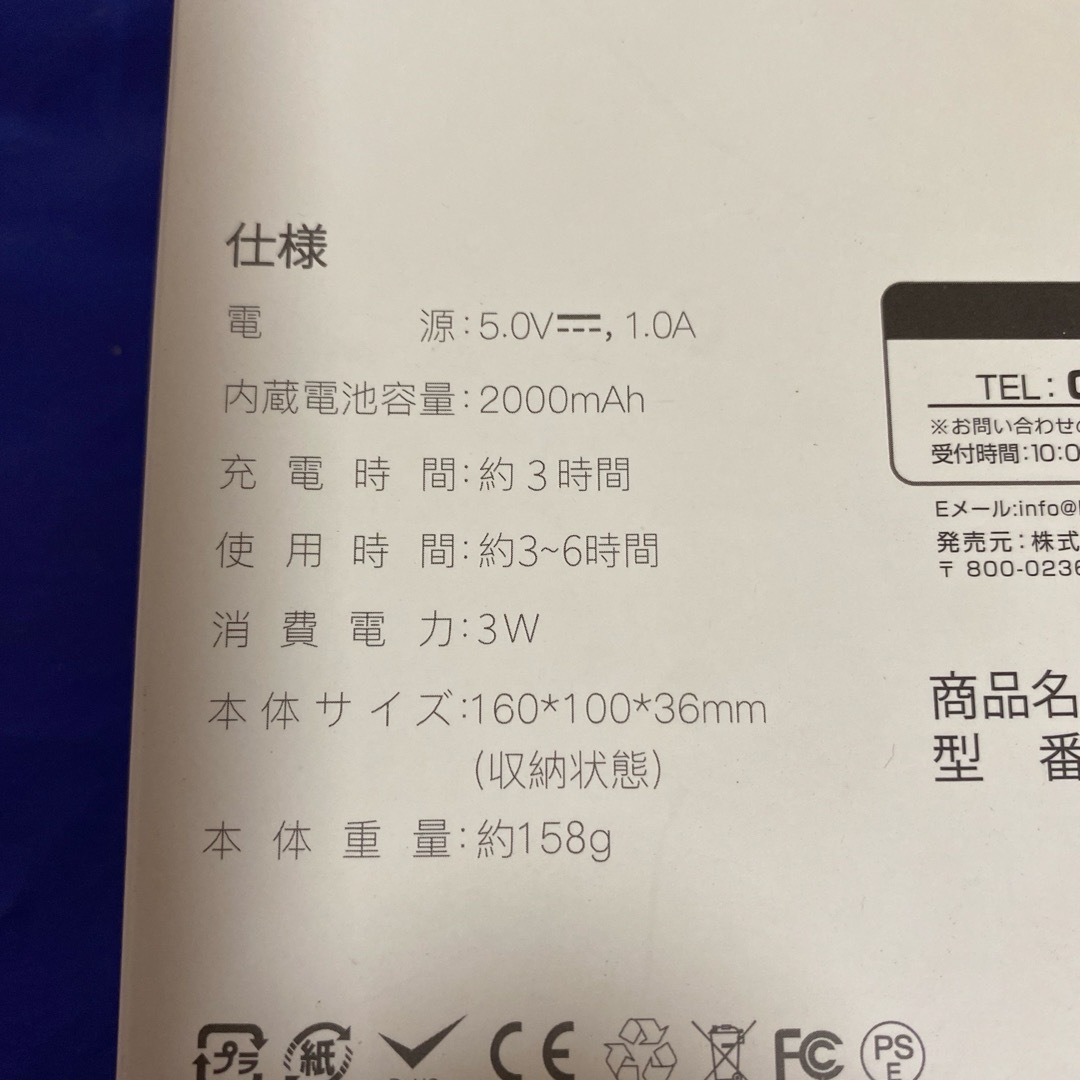 仕様
電 源:5.0V⎓, 1.0A
内蔵電池容量:2000mAh
充電時間:約3時間
使用時間:約3~6時間
消費電力:3W
本体サイズ:160*100*36mm
(収納状態)
本体重量:約158g
TEL:
※お問い合わせ
受付時間:10:0
Eメール:info@
発売元:株式
〒 800-0236
商品名
型 番
プラ
紙
CE
FC
PS
E